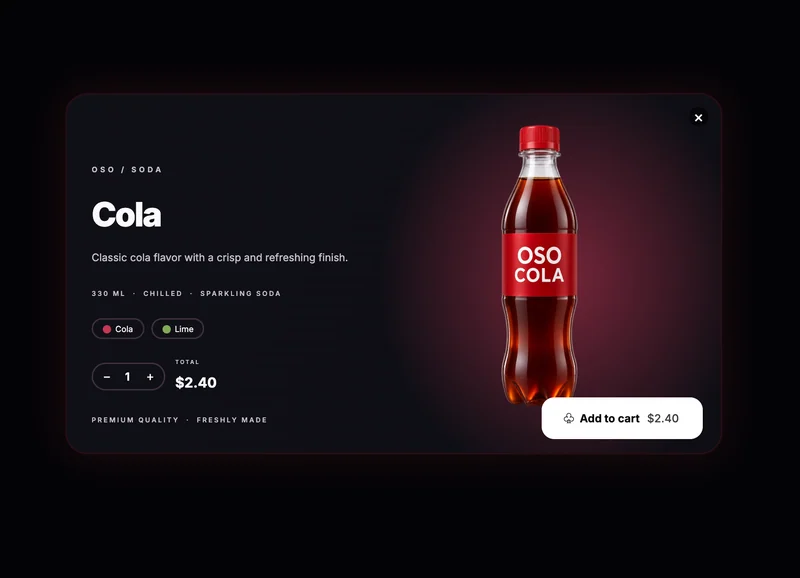 OSO / SODA
Cola
Classic cola flavor with a crisp and refreshing finish.
330 ML · CHILLED · SPARKLING SODA
Cola
Lime
TOTAL
− 1 +
$2.40
PREMIUM QUALITY · FRESHLY MADE
OSO
COLA
Add to cart $2.40